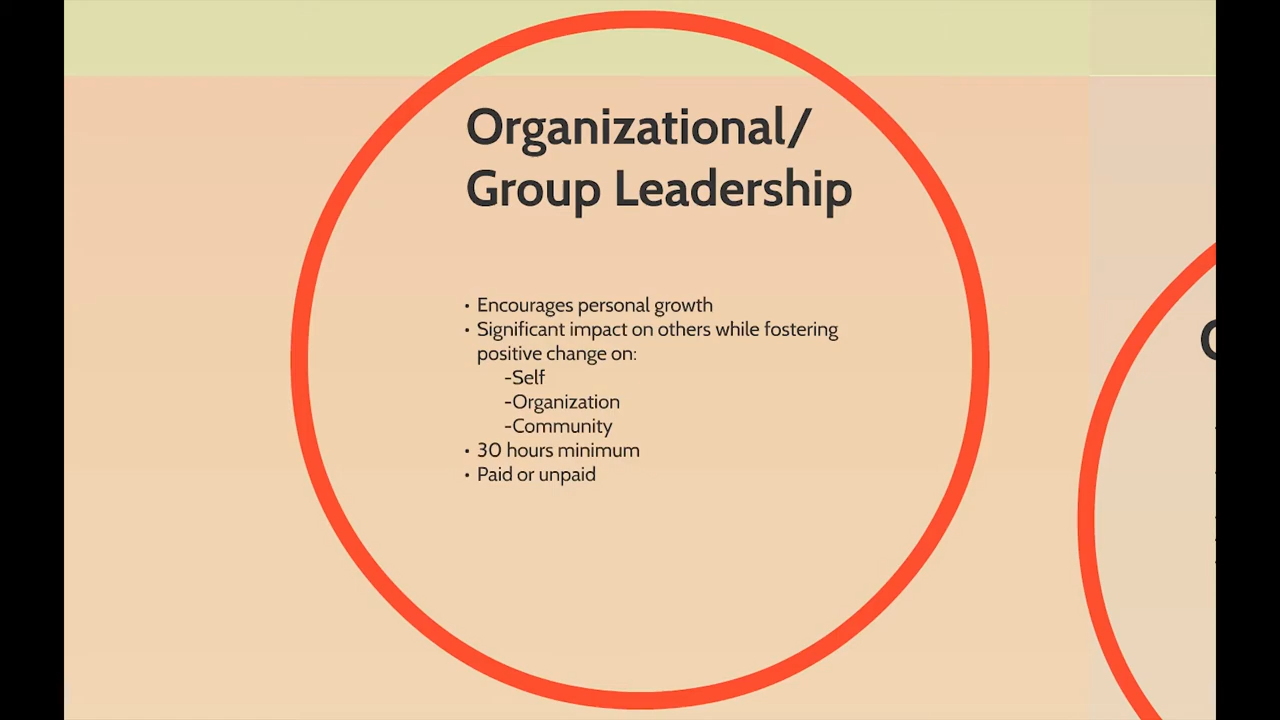 Organizational/
Group Leadership
• Encourages personal growth
• Significant impact on others while fostering
positive change on:
-Self
-Organization
-Community
• 30 hours minimum
• Paid or unpaid